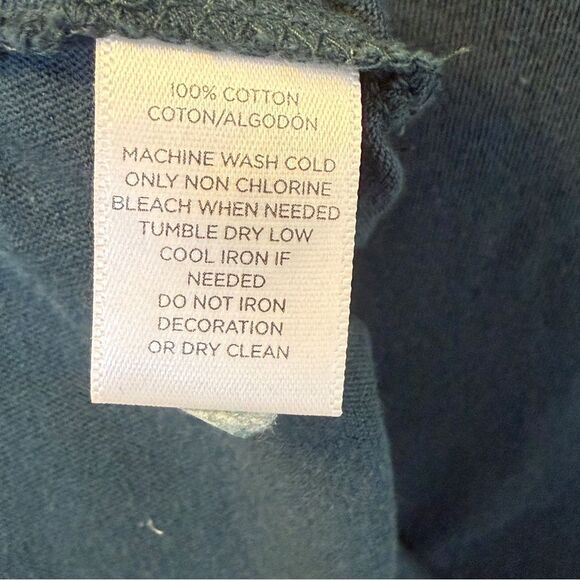 100% COTTON
COTON/ALGODÓN
MACHINE WASH COLD
ONLY NON CHLORINE
BLEACH WHEN NEEDED
TUMBLE DRY LOW
COOL IRON IF
NEEDED
DO NOT IRON
DECORATION
OR DRY CLEAN